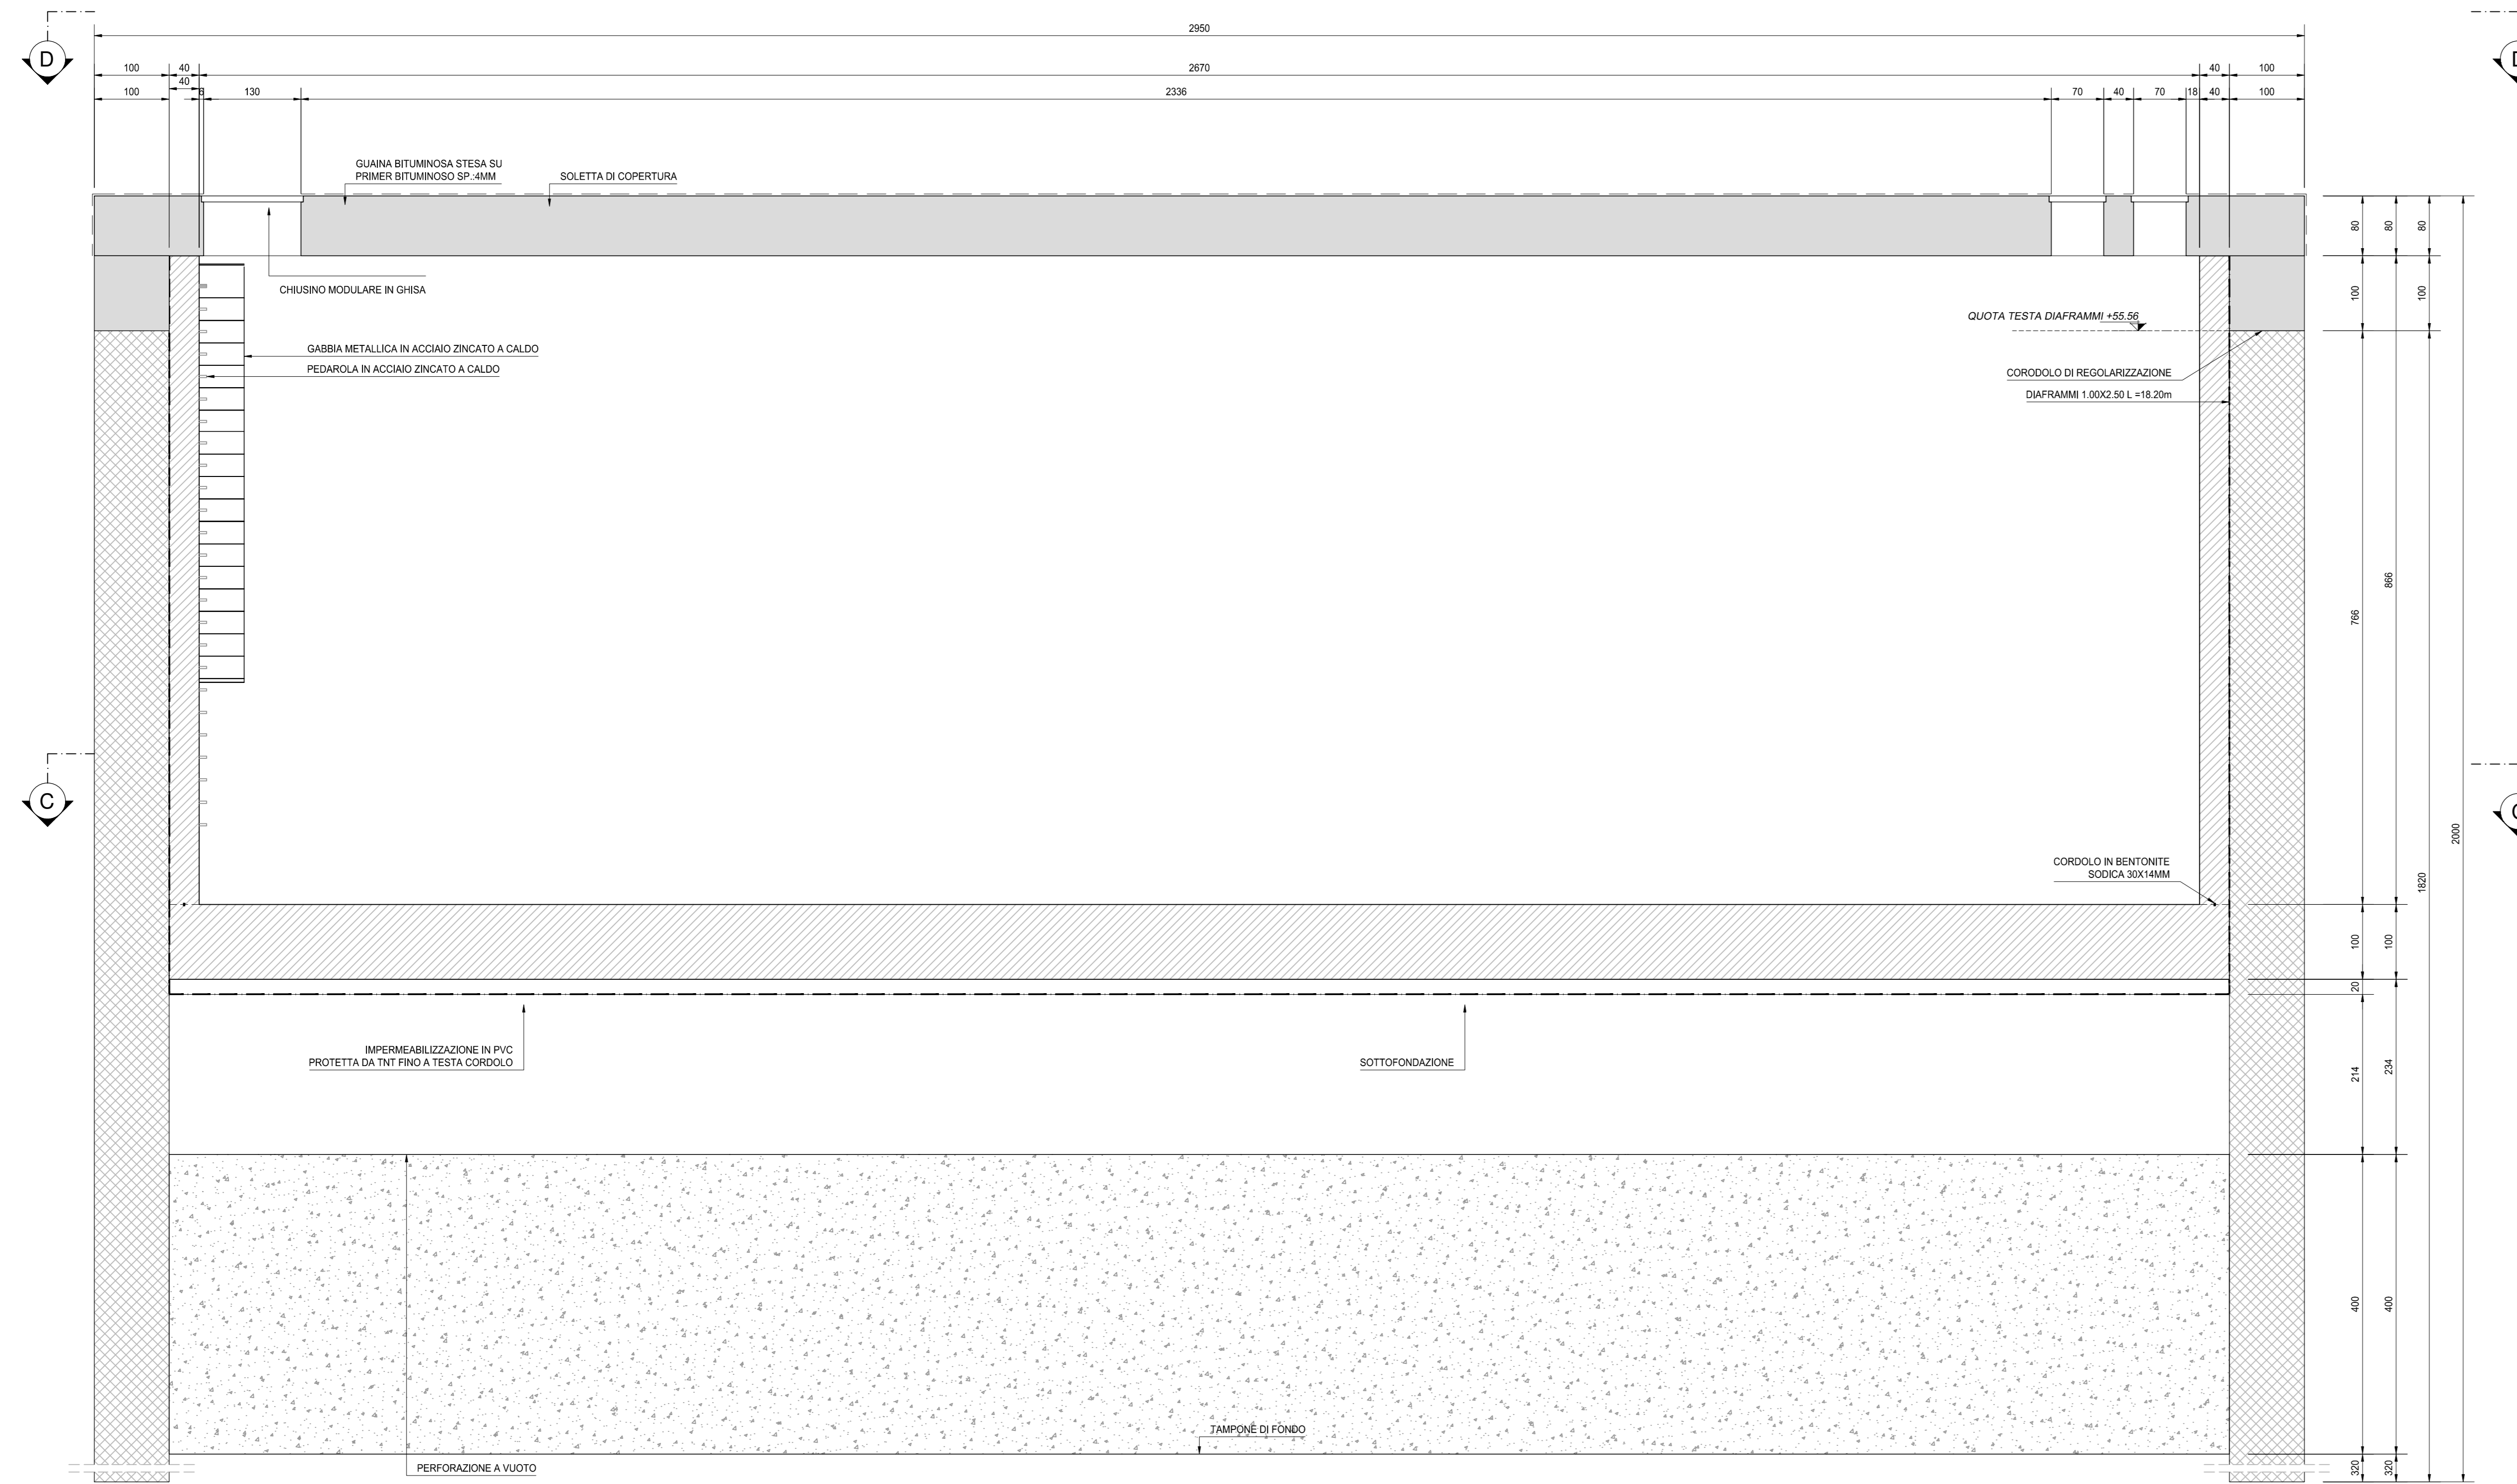 2950
D
100
40
2670
40
100
40
100
6
130
2336
70
40
70
18
40
100
GUAINA BITUMINOSA STESA SU
PRIMER BITUMINOSO SP.:4MM
SOLETTA DI COPERTURA
80
80
80
CHIUSINO MODULARE IN GHISA
100
100
QUOTA TESTA DIAFRAMMI +55.56
GABBIA METALLICA IN ACCIAIO ZINCATO A CALDO
PEDAROLA IN ACCIAIO ZINCATO A CALDO
CORODOLO DI REGOLARIZZAZIONE
DIAFRAMMI 1.00X2.50 L =18.20m
866
766
C
2000
CORDOLO IN BENTONITE
SODICA 30X14MM
1820
100
100
20
IMPERMEABILIZZAZIONE IN PVC
PROTETTA DA TNT FINO A TESTA CORDOLO
SOTTOFONDAZIONE
214
234
400
400
TAMPONE DI FONDO
PERFORAZIONE A VUOTO
320
320